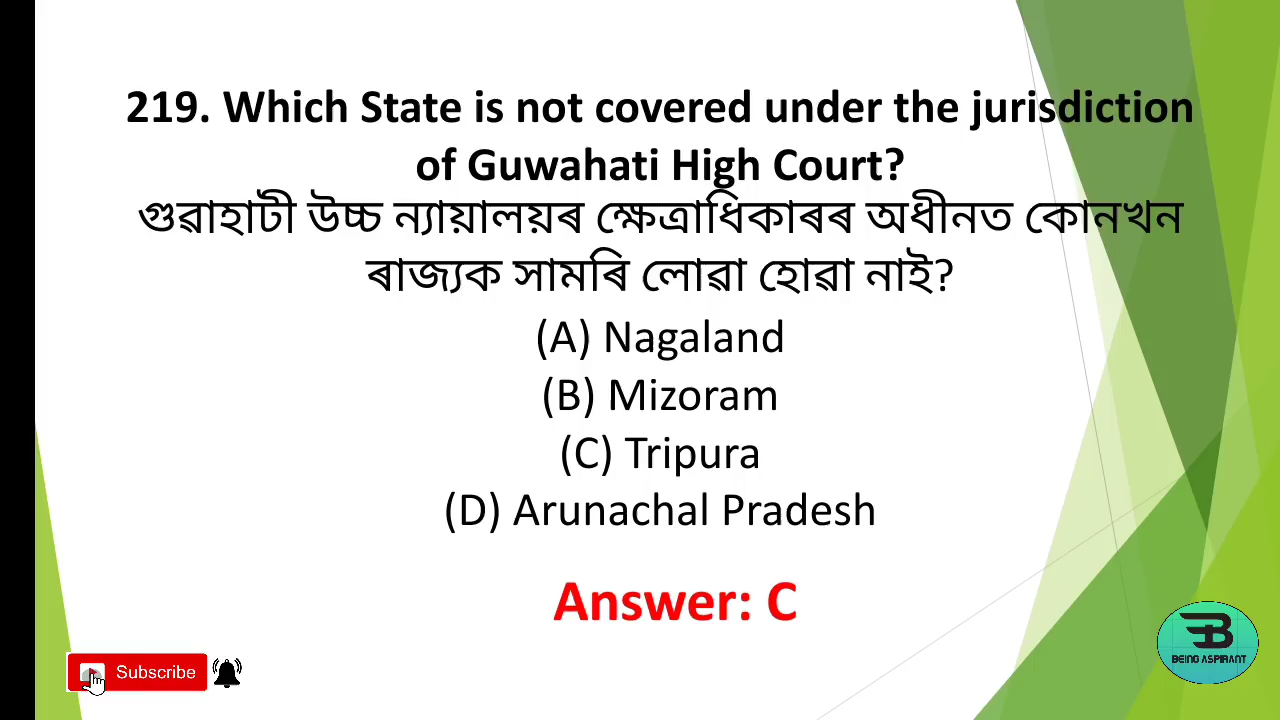 219. Which State is not covered under the jurisdiction
of Guwahati High Court?
গুৱাহাটী উচ্চ ন্যায়ালয়ৰ ক্ষেত্ৰাধিকাৰৰ অধীনত কোনখন
ৰাজ্যক সামৰি লোৱা হোৱা নাই?
(A) Nagaland
(B) Mizoram
(C) Tripura
(D) Arunachal Pradesh
Answer: C
Subscribe
BEING ASPIRANT